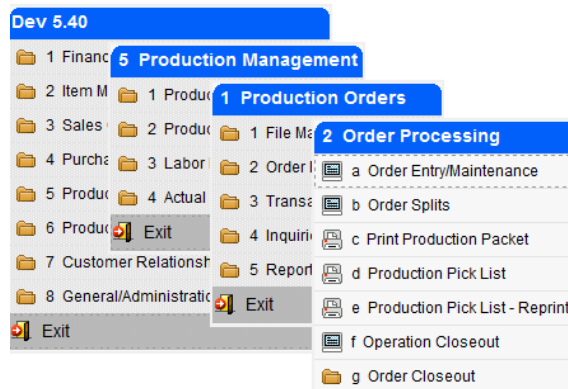 Dev 5.40
1 Financ
2 Item M
3 Sales
4 Purcha
5 Produc
6 Produc
7 Customer Relationsh
8 General/Administratio
Exit
5 Production Management
1 Produc
2 Produc
3 Labor
4 Actual
Exit
1 Production Orders
1 File Ma
2 Order
3 Transa
4 Inquiri
5 Report
Exit
2 Order Processing
a Order Entry/Maintenance
b Order Splits
c Print Production Packet
d Production Pick List
e Production Pick List - Reprint
f Operation Closeout
g Order Closeout